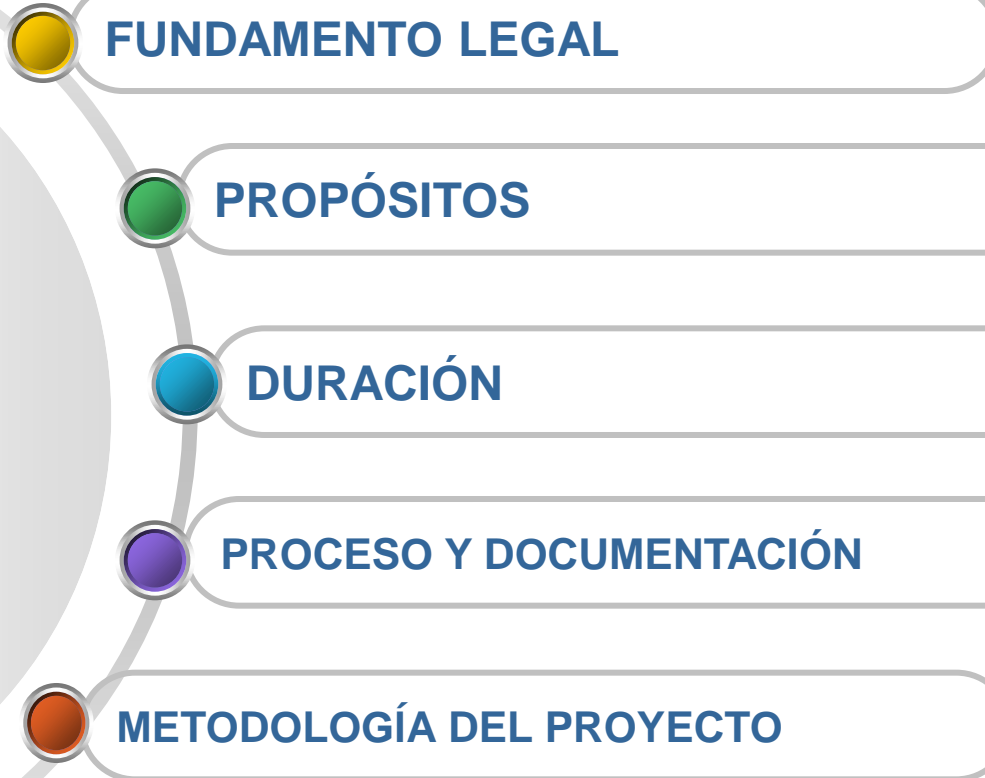 FUNDAMENTO LEGAL
PROPÓSITOS
DURACIÓN
PROCESO Y DOCUMENTACIÓN
METODOLOGÍA DEL PROYECTO